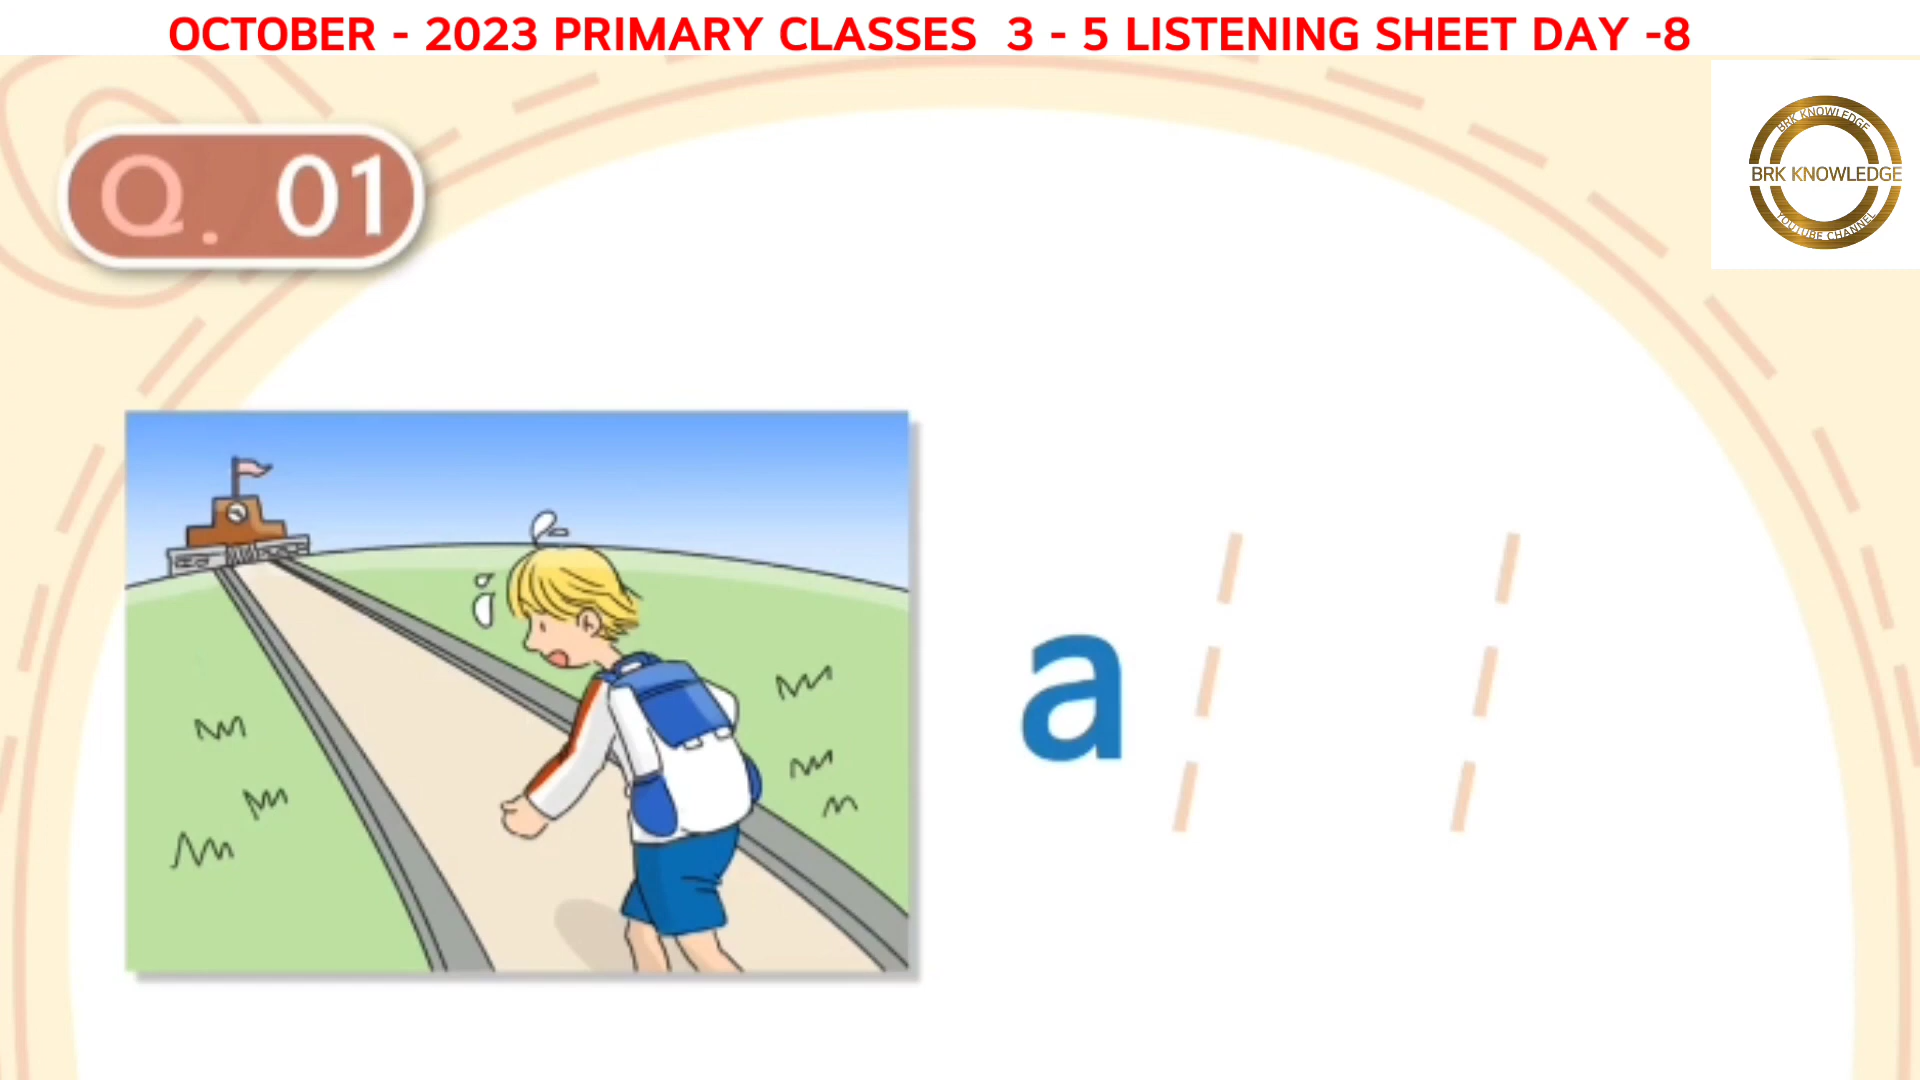 OCTOBER - 2023 PRIMARY CLASSES 3 - 5 LISTENING SHEET DAY -8
Q. 01
BRK KNOWLEDGE
BRK KNOWLEDGE
YOUTUBE CHANNEL
a